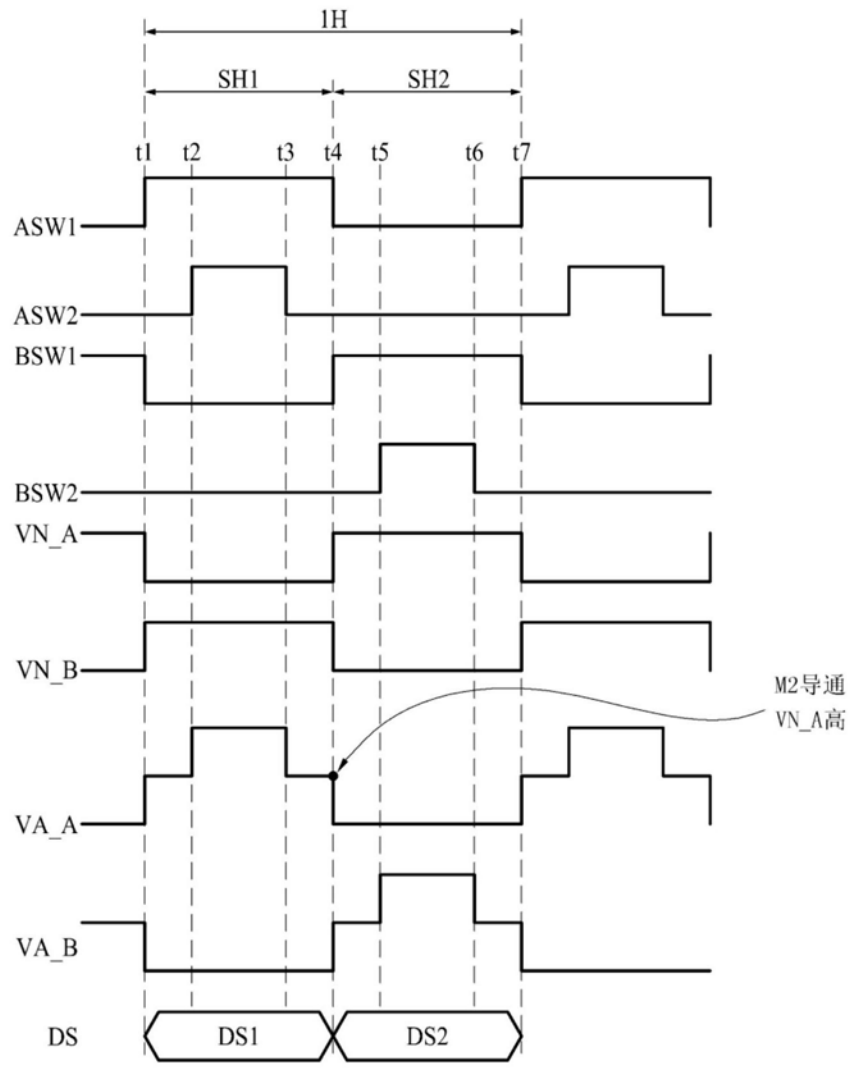 1H
SH1 SH2
t1 t2 t3 t4 t5 t6 t7
ASW1
ASW2
BSW1
BSW2
VN_A
VN_B
M2导通
VN_A高
VA_A
VA_B
DS DS1 DS2